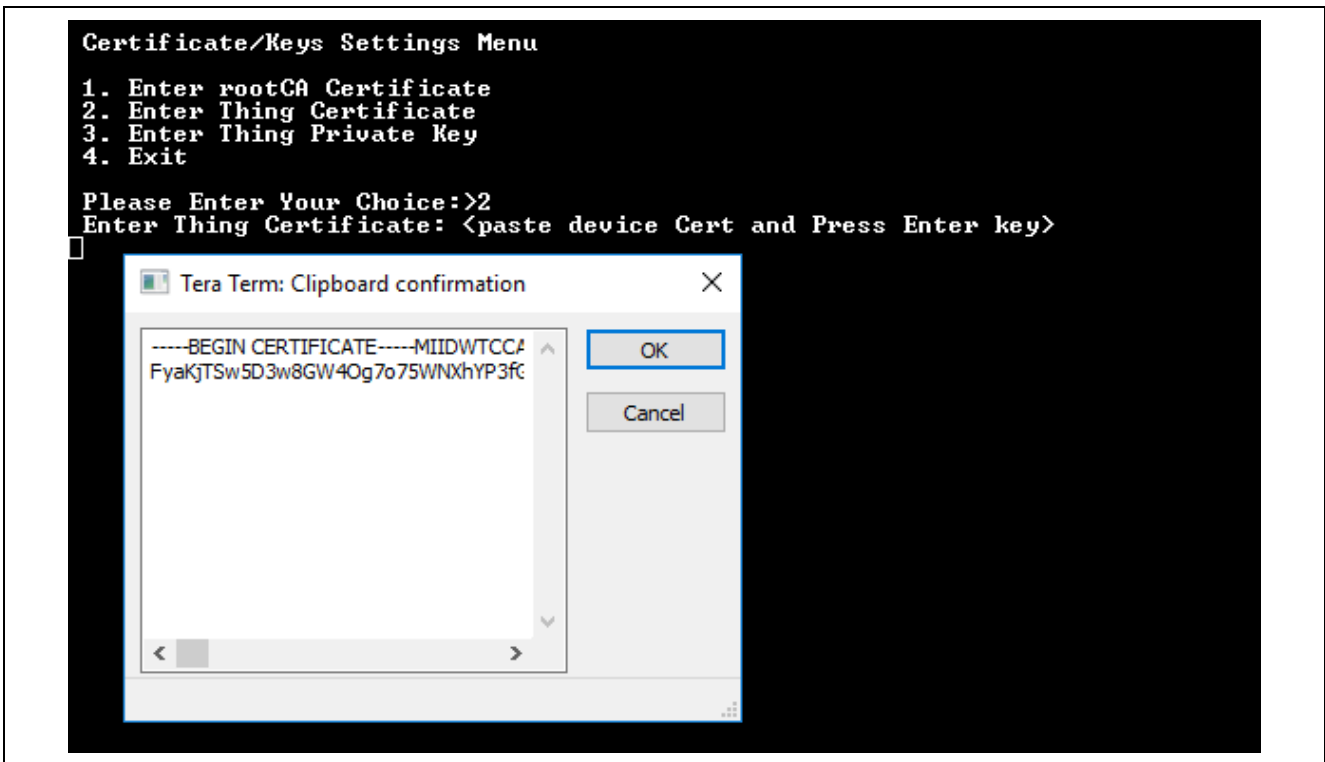 Certificate/Keys Settings Menu
1. Enter rootCA Certificate
2. Enter Thing Certificate
3. Enter Thing Private Key
4. Exit
Please Enter Your Choice:>2
Enter Thing Certificate: <paste device Cert and Press Enter key>
Tera Term: Clipboard confirmation
-----BEGIN CERTIFICATE-----MIIDWTCCA
FyaKjTSw5D3w8GW4Og7o75WNXhYP3fG
OK
Cancel